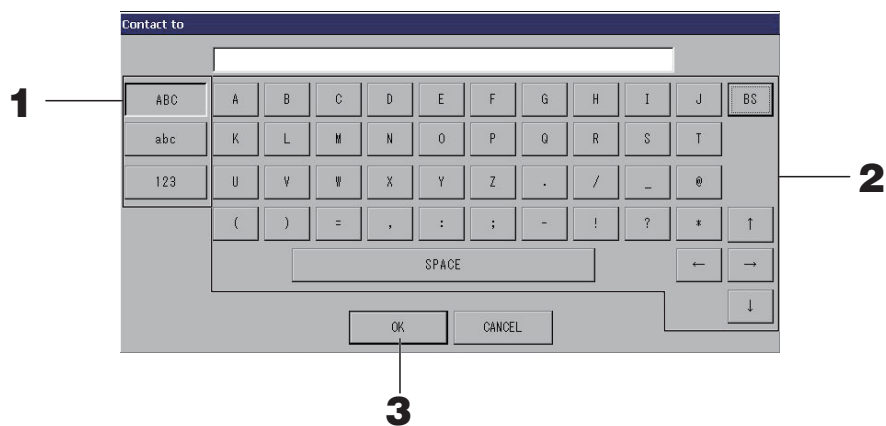 Contact to
1 ABC A B C D E F G H I J BS
abc K L M N O P Q R S T
123 U V W X Y Z . / _ @ 2
( ) = , : ; - ! ? * ↑
SPACE ← →
↓
OK CANCEL
3